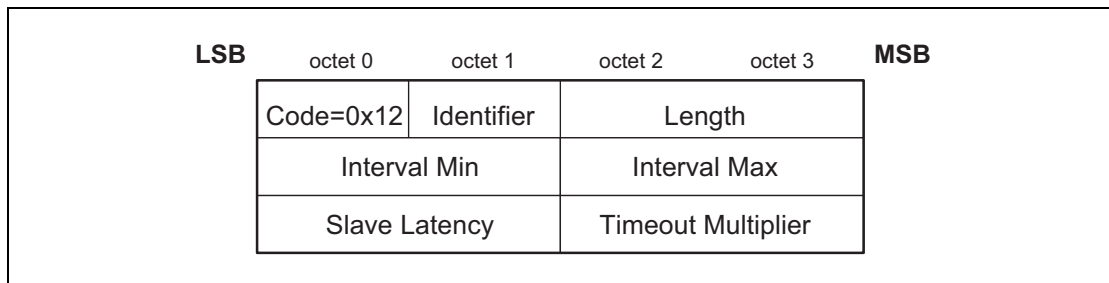 LSB octet 0 octet 1 octet 2 octet 3 MSB
Code=0x12 Identifier Length
Interval Min Interval Max
Slave Latency Timeout Multiplier